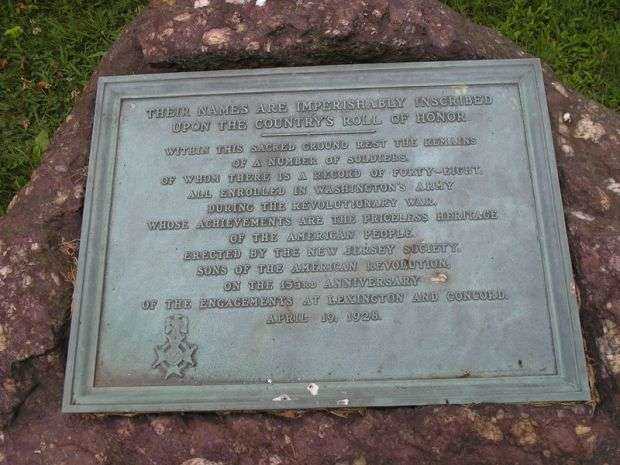 THEIR NAMES ARE IMPERISHABLY INSCRIBED
UPON THE COUNTRY'S ROLL OF HONOR
WITHIN THIS SACRED GROUND REST THE REMAINS
OF A NUMBER OF SOLDIERS.
OF WHOM THERE IS A RECORD OF FORTY-EIGHT.
ALL ENROLLED IN WASHINGTON'S ARMY
DURING THE REVOLUTIONARY WAR.
WHOSE ACHIEVEMENTS ARE THE PRICELESS HERITAGE
OF THE AMERICAN PEOPLE.
ERECTED BY THE NEW JERSEY SOCIETY.
SONS OF THE AMERICAN REVOLUTION.
ON THE 153RD ANNIVERSARY
OF THE ENGAGEMENTS AT LEXINGTON AND CONCORD.
APRIL 19, 1928.